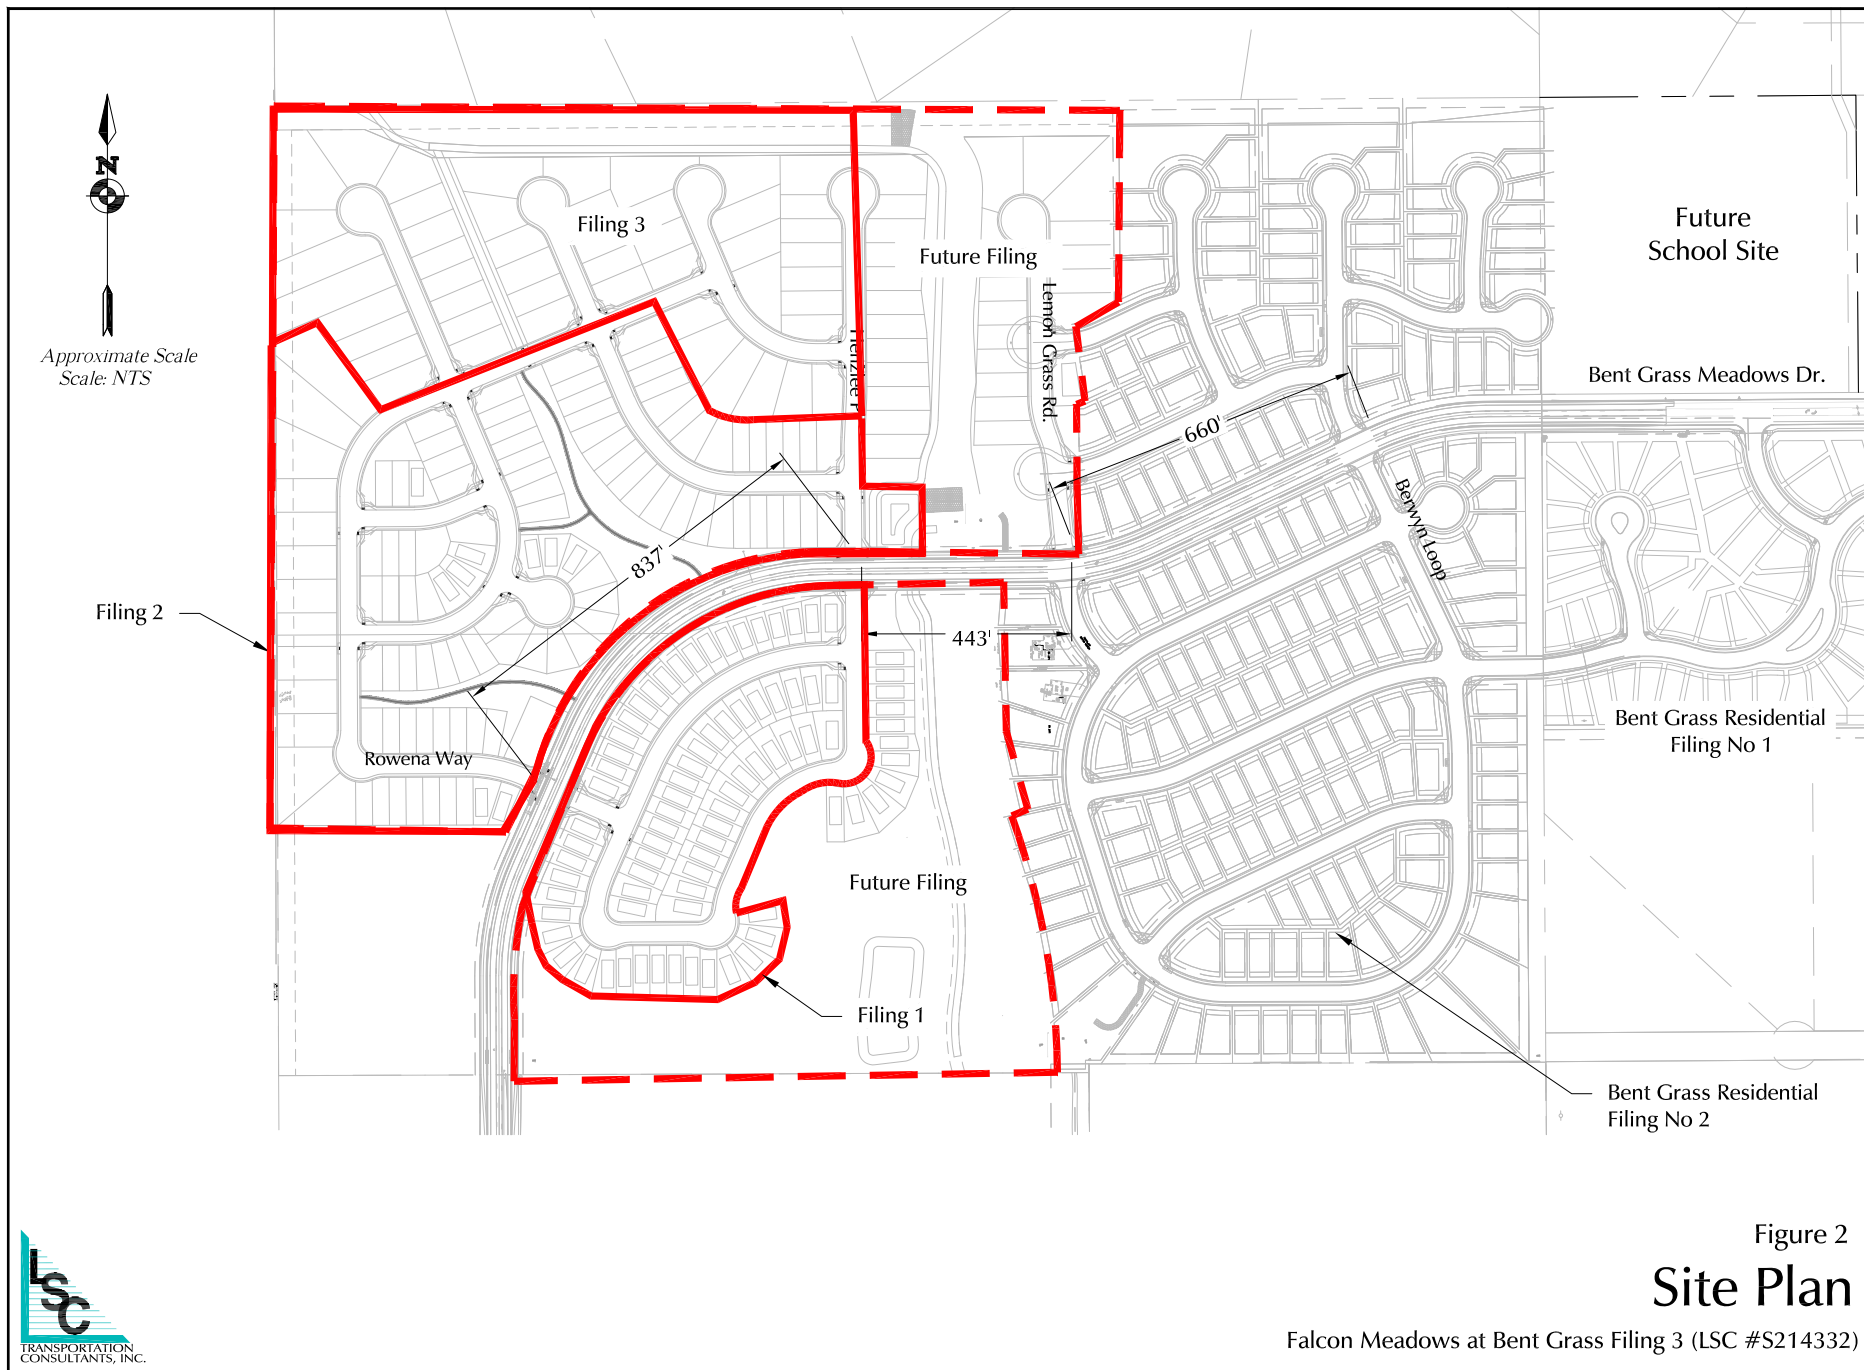 N
Approximate Scale
Scale: NTS
Filing 3
Future Filing
Future
School Site
Lemon Grass Rd.
Bent Grass Meadows Dr.
660'
837'
Berwyn Loop
Filing 2
443'
Bent Grass Residential
Filing No 1
Rowena Way
Future Filing
Filing 1
Bent Grass Residential
Filing No 2
Figure 2
Site Plan
Falcon Meadows at Bent Grass Filing 3 (LSC #S214332)
LSC
TRANSPORTATION
CONSULTANTS, INC.